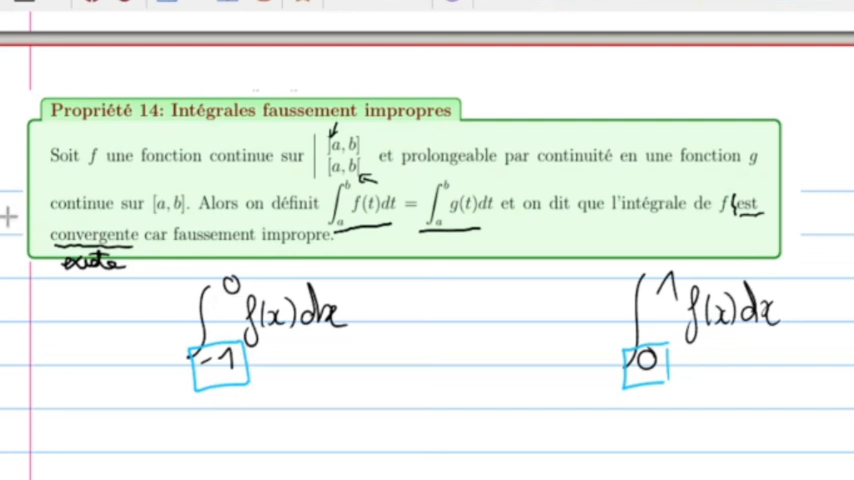 Propriété 14: Intégrales faussement impropres
Soit f une fonction continue sur | ]a, b] [a, b[ et prolongeable par continuité en une fonction g
continue sur [a, b]. Alors on définit ∫_a^b f(t)dt = ∫_a^b g(t)dt et on dit que l'intégrale de f est
convergente car faussement impropre.
existe
∫_{-1}^0 f(x)dx ∫_0^1 f(x)dx